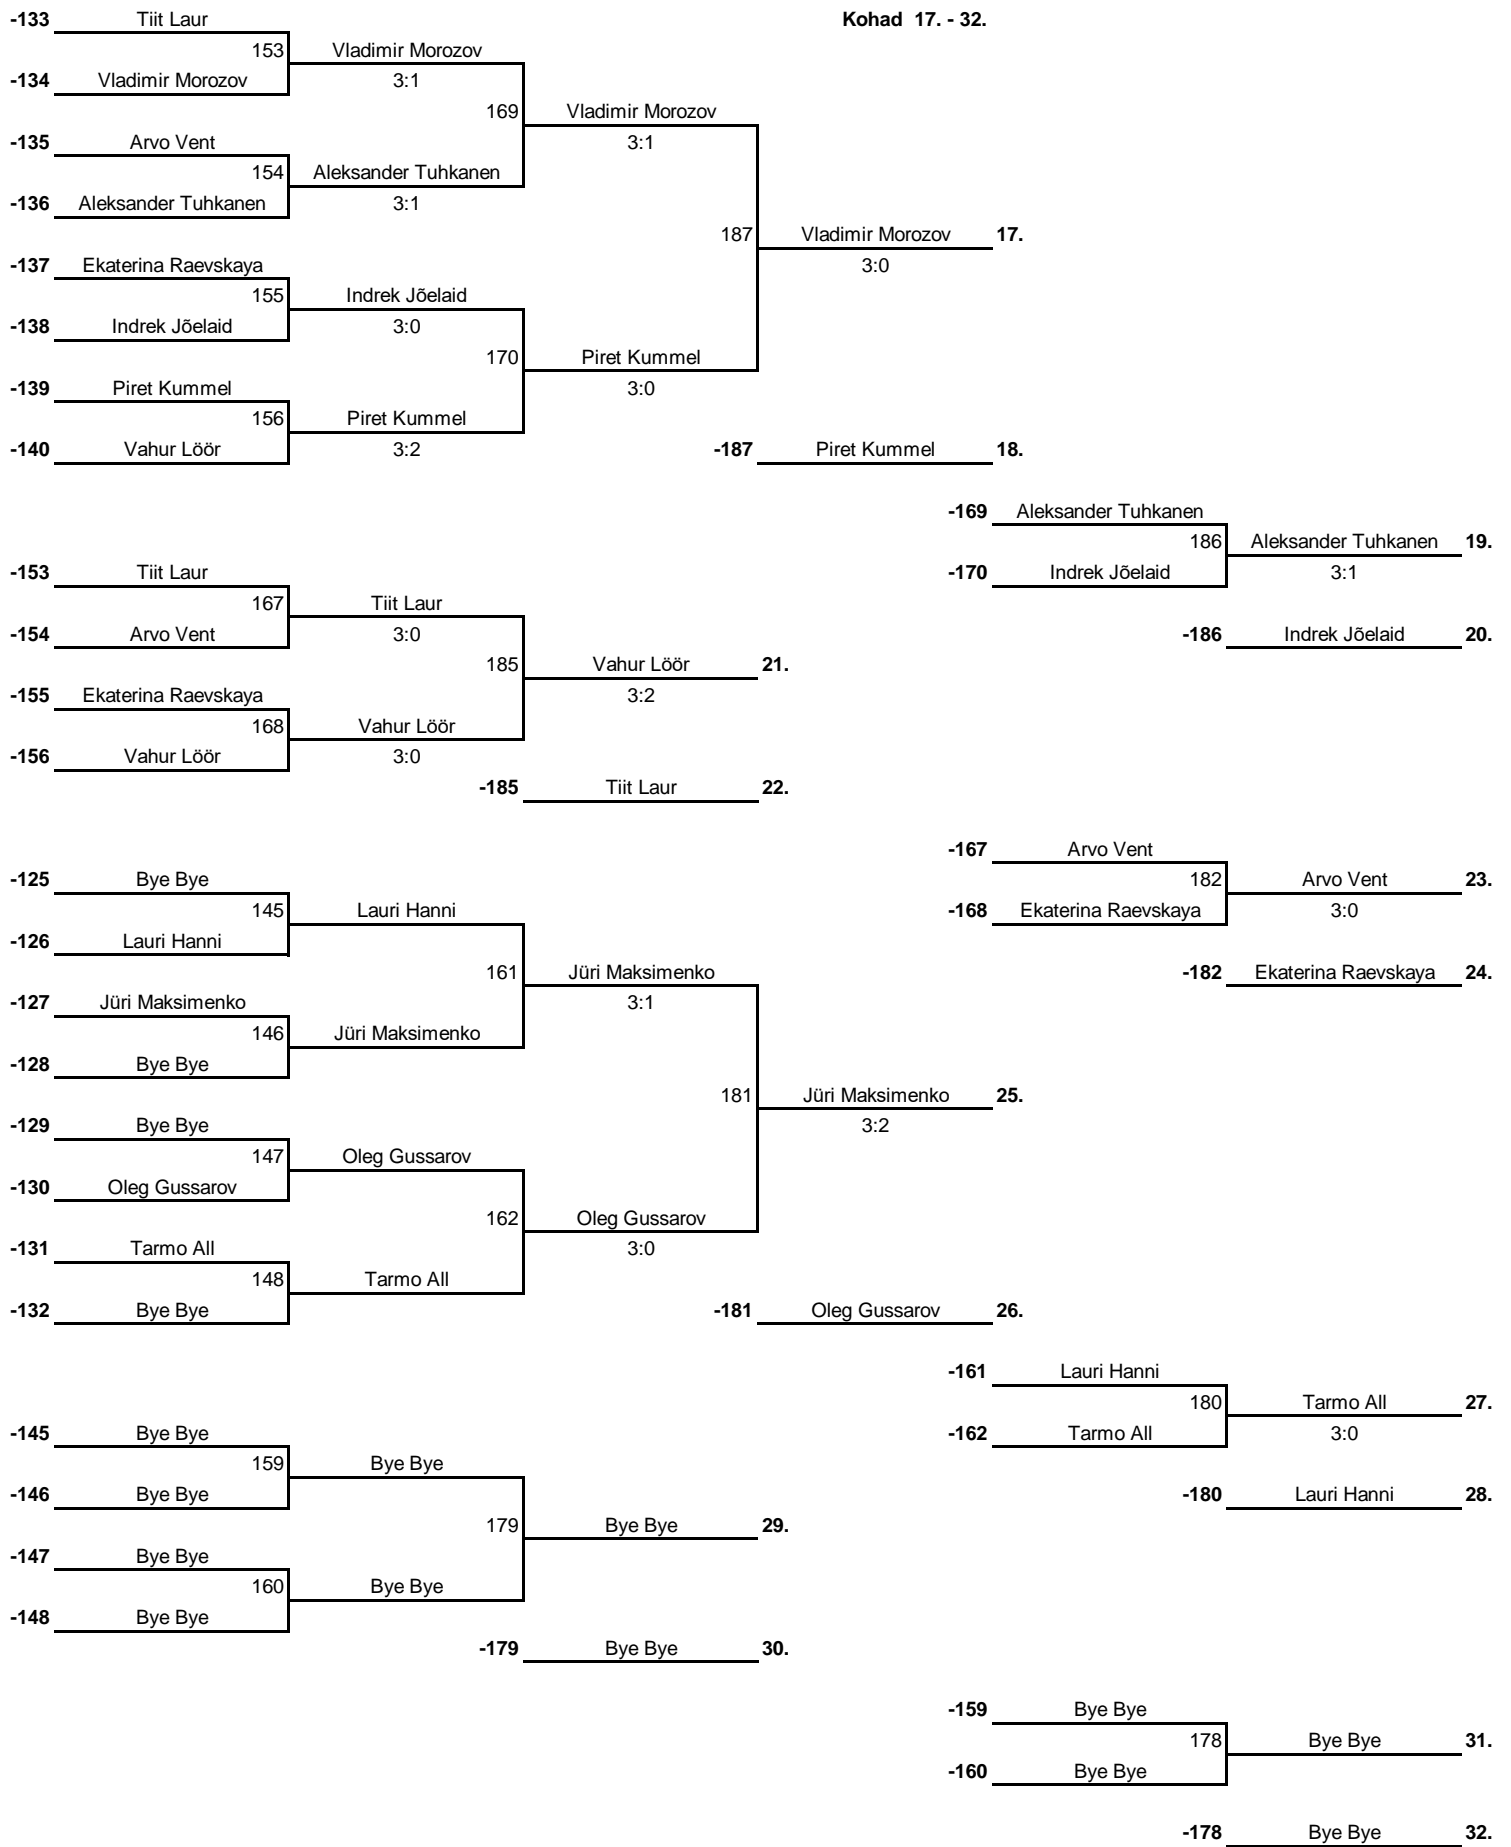 -133 Tiit Laur Kohad 17. - 32.
153 Vladimir Morozov
-134 Vladimir Morozov 3:1
169 Vladimir Morozov
-135 Arvo Vent 3:1
154 Aleksander Tuhkanen
-136 Aleksander Tuhkanen 3:1
187 Vladimir Morozov 17.
-137 Ekaterina Raevskaya 3:0
155 Indrek Jõelaid
-138 Indrek Jõelaid 3:0
170 Piret Kummel
-139 Piret Kummel 3:0
156 Piret Kummel
-140 Vahur Löör 3:2 -187 Piret Kummel 18.
-169 Aleksander Tuhkanen
186 Aleksander Tuhkanen 19.
-153 Tiit Laur -170 Indrek Jõelaid 3:1
167 Tiit Laur
-154 Arvo Vent 3:0 -186 Indrek Jõelaid 20.
185 Vahur Löör 21.
-155 Ekaterina Raevskaya 3:2
168 Vahur Löör
-156 Vahur Löör 3:0
-185 Tiit Laur 22.
-167 Arvo Vent
-125 Bye Bye 182 Arvo Vent 23.
145 Lauri Hanni -168 Ekaterina Raevskaya 3:0
-126 Lauri Hanni
161 Jüri Maksimenko -182 Ekaterina Raevskaya 24.
-127 Jüri Maksimenko 3:1
146 Jüri Maksimenko
-128 Bye Bye
181 Jüri Maksimenko 25.
-129 Bye Bye 3:2
147 Oleg Gussarov
-130 Oleg Gussarov
162 Oleg Gussarov
-131 Tarmo All 3:0
148 Tarmo All
-132 Bye Bye -181 Oleg Gussarov 26.
-161 Lauri Hanni
180 Tarmo All 27.
-145 Bye Bye -162 Tarmo All 3:0
159 Bye Bye
-146 Bye Bye -180 Lauri Hanni 28.
179 Bye Bye 29.
-147 Bye Bye
160 Bye Bye
-148 Bye Bye
-179 Bye Bye 30.
-159 Bye Bye
178 Bye Bye 31.
-160 Bye Bye
-178 Bye Bye 32.